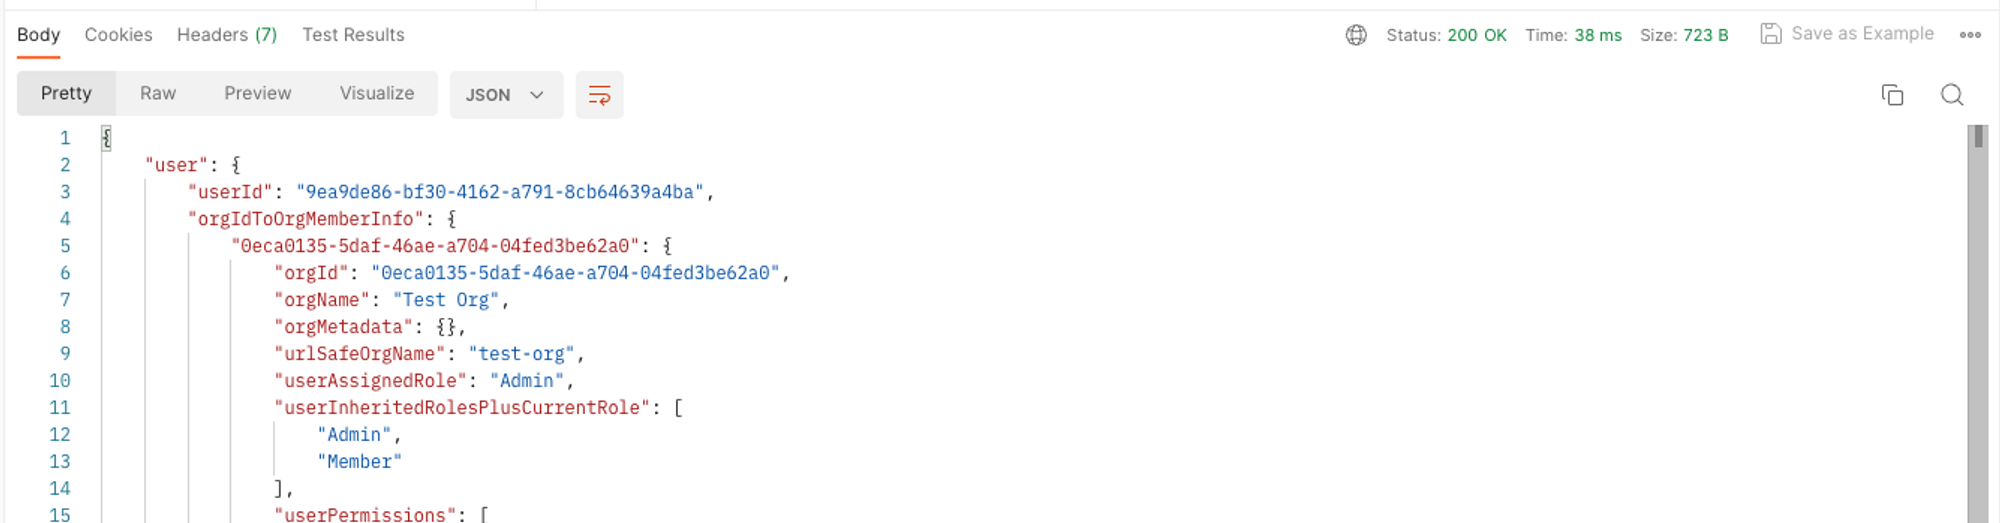 Body Cookies Headers (7) Test Results Status: 200 OK Time: 38 ms Size: 723 B Save as Example
Pretty Raw Preview Visualize JSON
1 {
2 "user": {
3 "userId": "9ea9de86-bf30-4162-a791-8cb64639a4ba",
4 "orgIdToOrgMemberInfo": {
5 "0eca0135-5daf-46ae-a704-04fed3be62a0": {
6 "orgId": "0eca0135-5daf-46ae-a704-04fed3be62a0",
7 "orgName": "Test Org",
8 "orgMetadata": {},
9 "urlSafeOrgName": "test-org",
10 "userAssignedRole": "Admin",
11 "userInheritedRolesPlusCurrentRole": [
12 "Admin",
13 "Member"
14 ],
15 "userPermissions": [